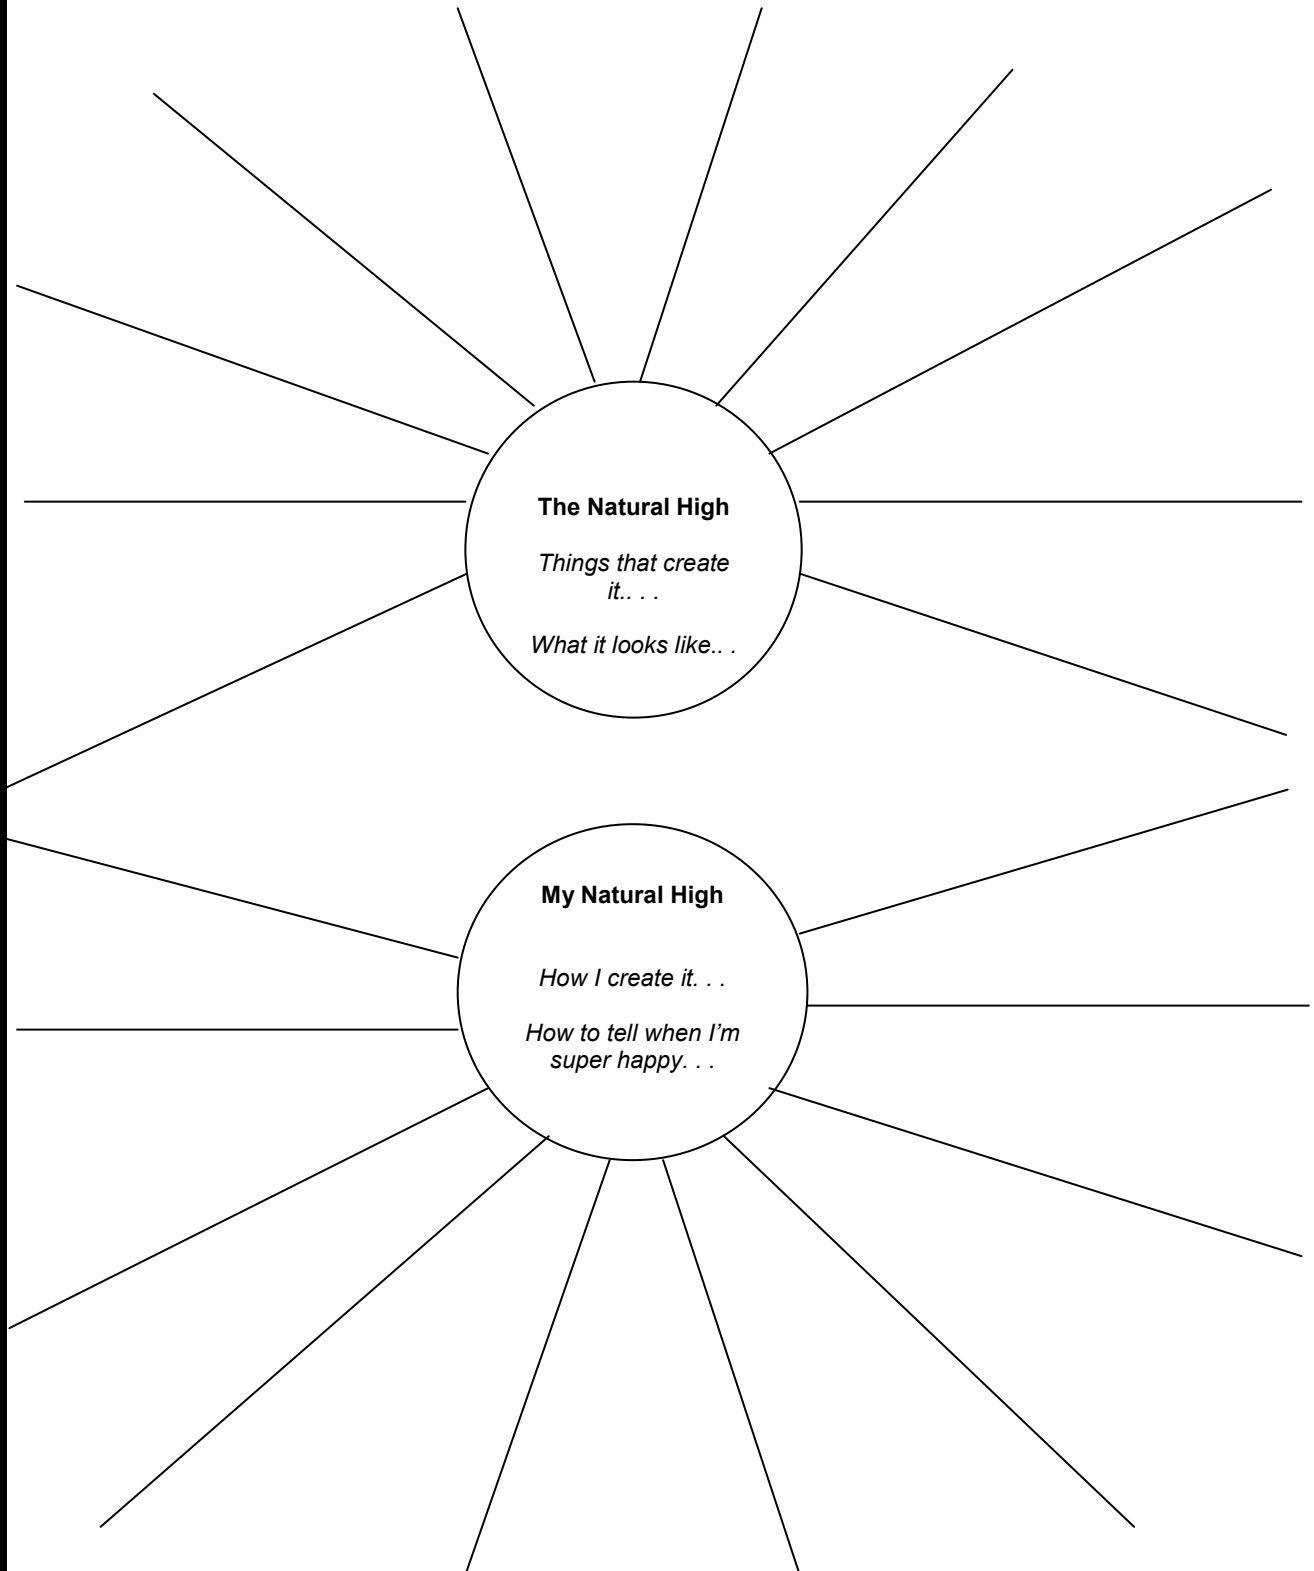 The Natural High
Things that create
it.. . .
What it looks like.. .
My Natural High
How I create it. . .
How to tell when I’m
super happy. . .